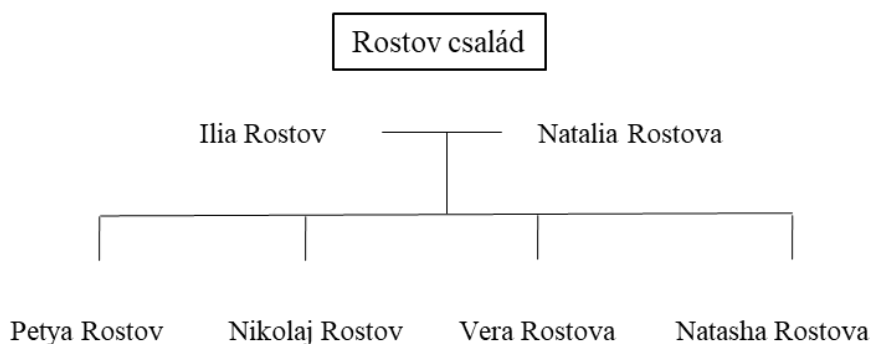 Rostov család
Ilia Rostov Natalia Rostova
Petya Rostov Nikolaj Rostov Vera Rostova Natasha Rostova